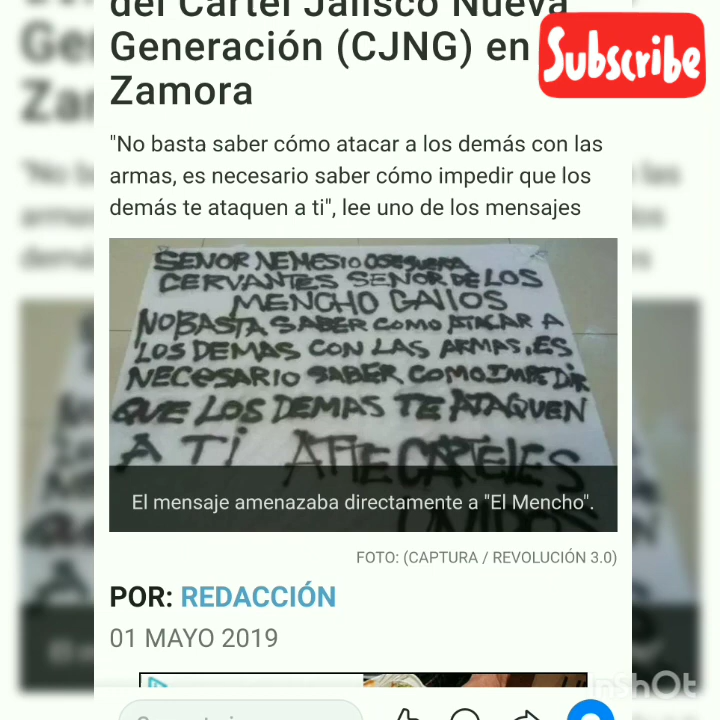 del Cártel Jalisco Nueva
Generación (CJNG) en
Zamora
Subscribe
"No basta saber cómo atacar a los demás con las
armas, es necesario saber cómo impedir que los
demás te ataquen a ti", lee uno de los mensajes
SEÑOR NEMESIO OSEGUERA
CERVANTES SEÑOR DE LOS
MENCHO GALLOS
NO BASTA SABER COMO ATACAR A
LOS DEMAS CON LAS ARMAS, ES
NECESARIO SABER COMO IMPEDIR
QUE LOS DEMAS TE ATAQUEN
A TI ATTE CARTELES
El mensaje amenazaba directamente a "El Mencho".
FOTO: (CAPTURA / REVOLUCIÓN 3.0)
POR: REDACCIÓN
01 MAYO 2019